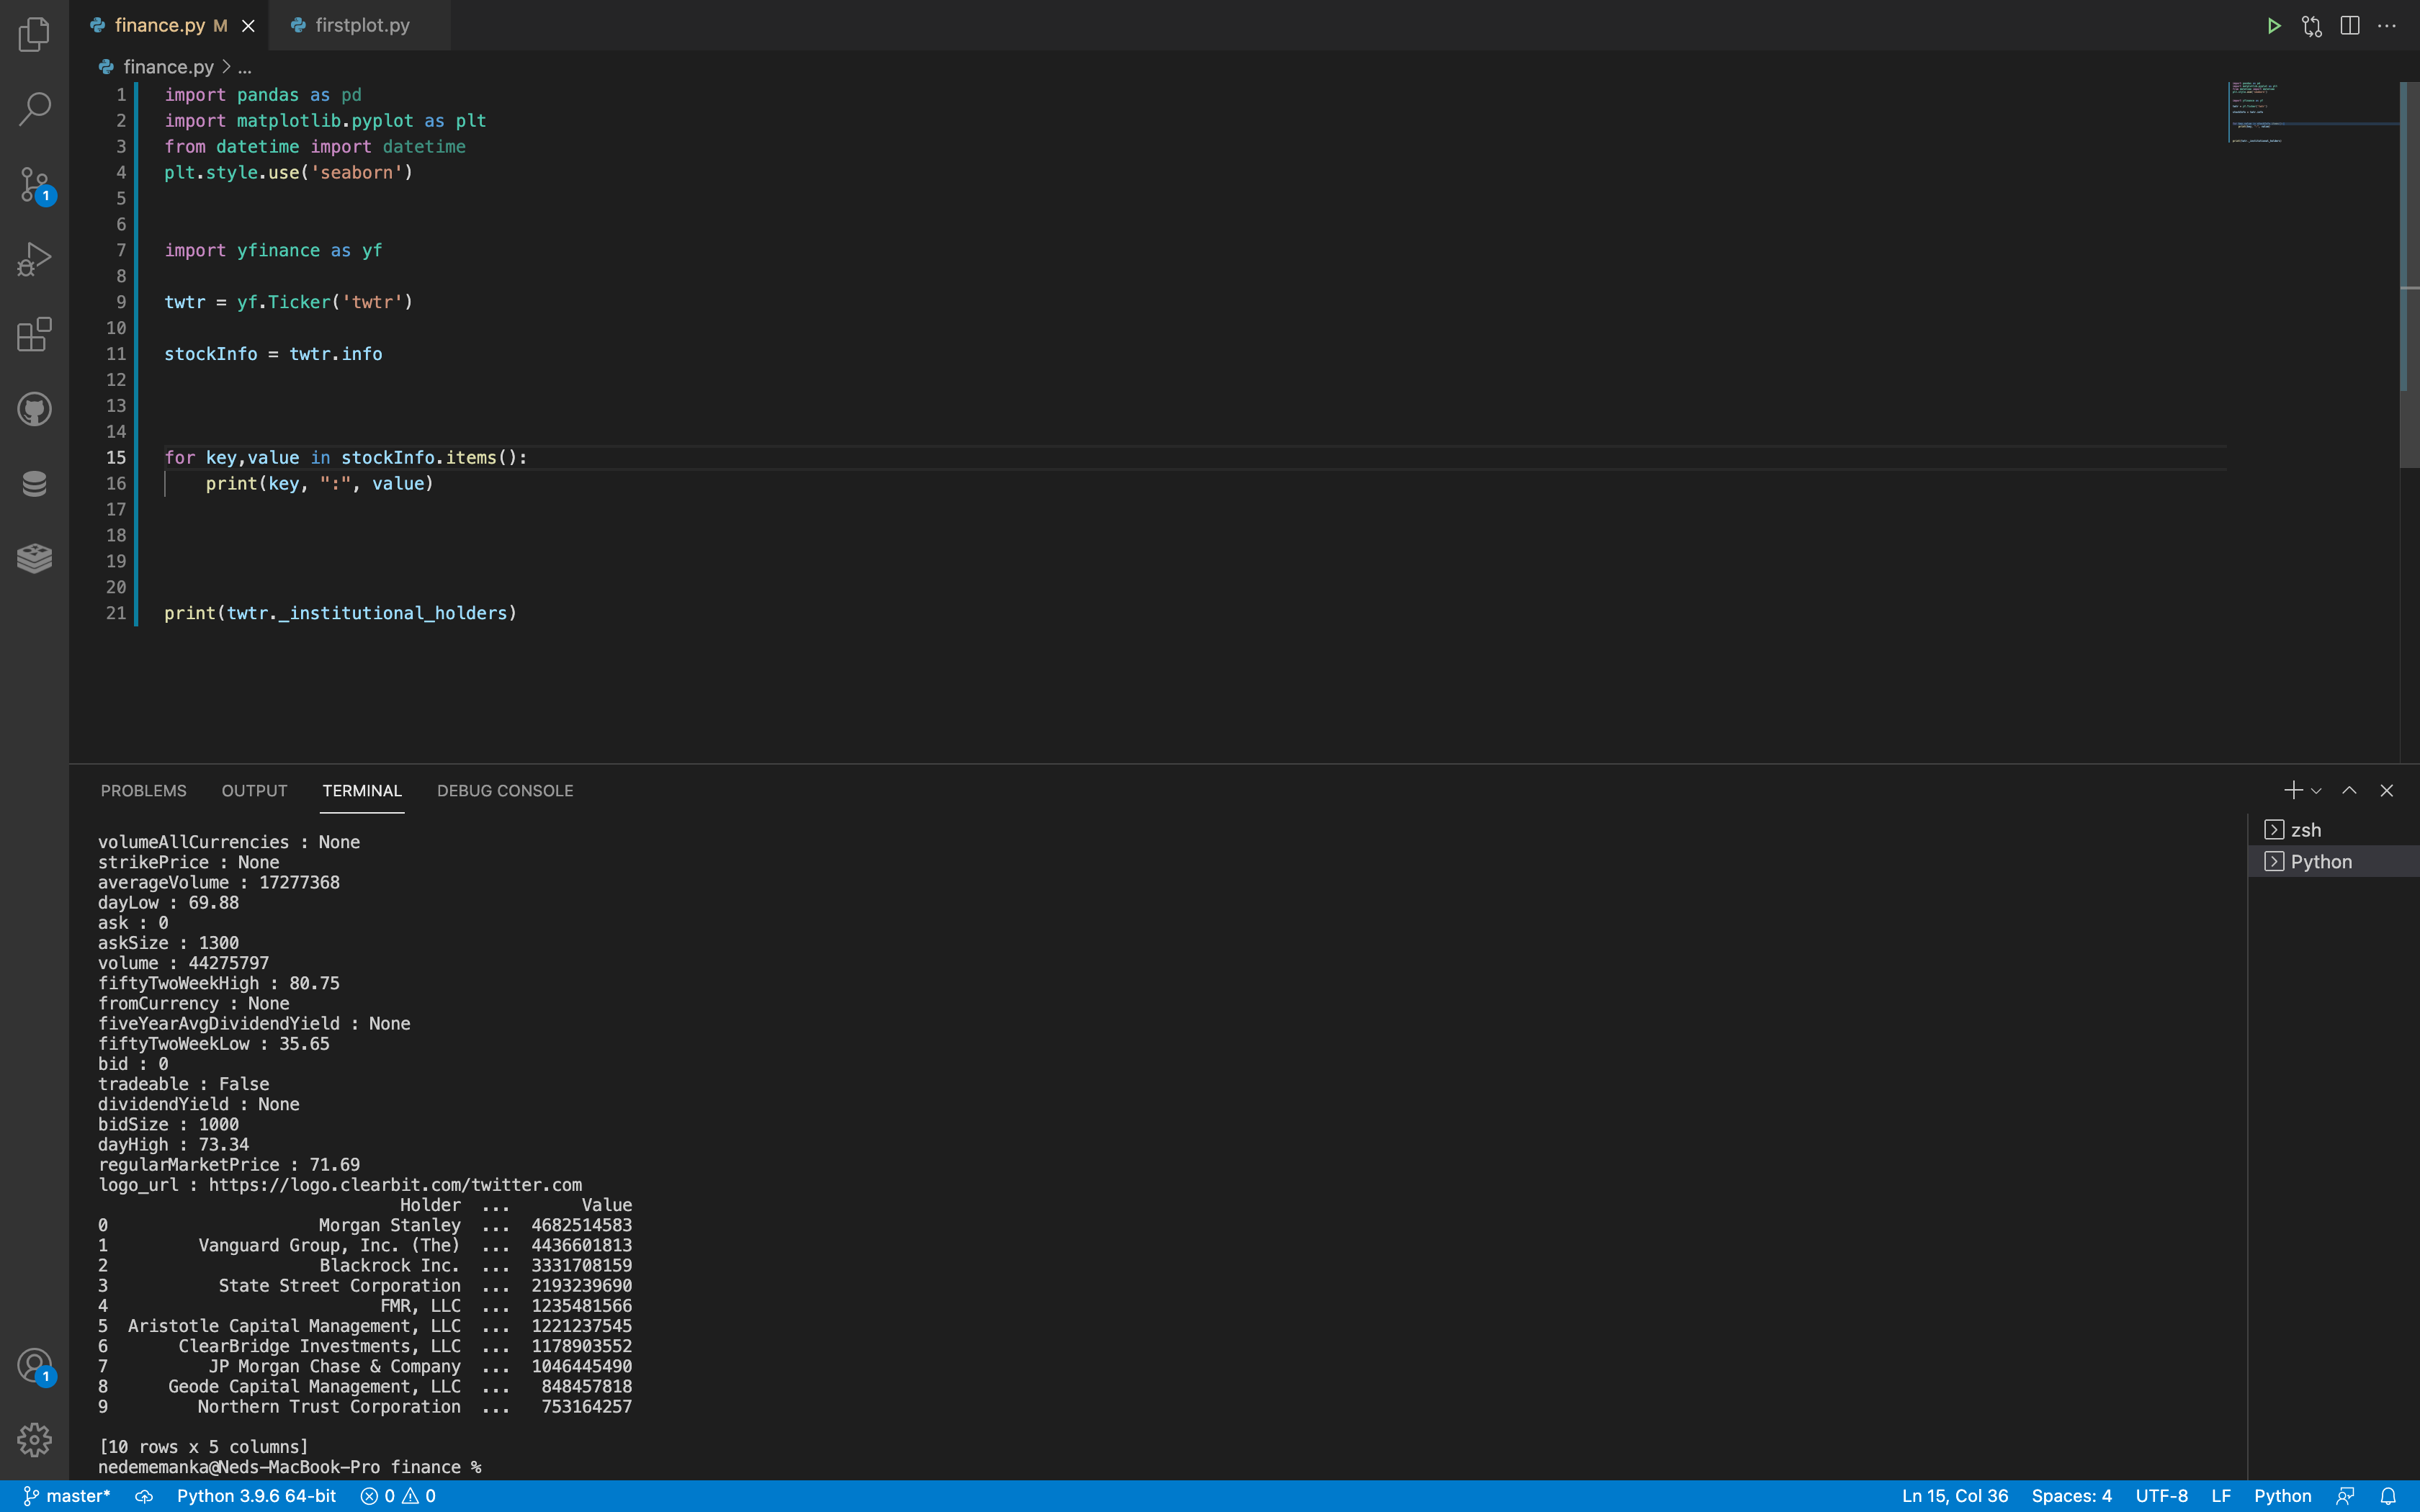 finance.py M
firstplot.py
finance.py > ...
1 import pandas as pd
2 import matplotlib.pyplot as plt
3 from datetime import datetime
4 plt.style.use('seaborn')
5
6
7 import yfinance as yf
8
9 twtr = yf.Ticker('twtr')
10
11 stockInfo = twtr.info
12
13
14
15 for key,value in stockInfo.items():
16     print(key, ":", value)
17
18
19
20
21 print(twtr._institutional_holders)
1
1
PROBLEMS OUTPUT TERMINAL DEBUG CONSOLE
zsh
Python
volumeAllCurrencies : None
strikePrice : None
averageVolume : 17277368
dayLow : 69.88
ask : 0
askSize : 1300
volume : 44275797
fiftyTwoWeekHigh : 80.75
fromCurrency : None
fiveYearAvgDividendYield : None
fiftyTwoWeekLow : 35.65
bid : 0
tradeable : False
dividendYield : None
bidSize : 1000
dayHigh : 73.34
regularMarketPrice : 71.69
logo_url : https://logo.clearbit.com/twitter.com
Holder ... Value
0 Morgan Stanley ... 4682514583
1 Vanguard Group, Inc. (The) ... 4436601813
2 Blackrock Inc. ... 3331708159
3 State Street Corporation ... 2193239690
4 FMR, LLC ... 1235481566
5 Aristotle Capital Management, LLC ... 1221237545
6 ClearBridge Investments, LLC ... 1178903552
7 JP Morgan Chase & Company ... 1046445490
8 Geode Capital Management, LLC ... 848457818
9 Northern Trust Corporation ... 753164257
[10 rows x 5 columns]
nedememanka@Neds-MacBook-Pro finance %
master* Python 3.9.6 64-bit 0 0 Ln 15, Col 36 Spaces: 4 UTF-8 LF Python